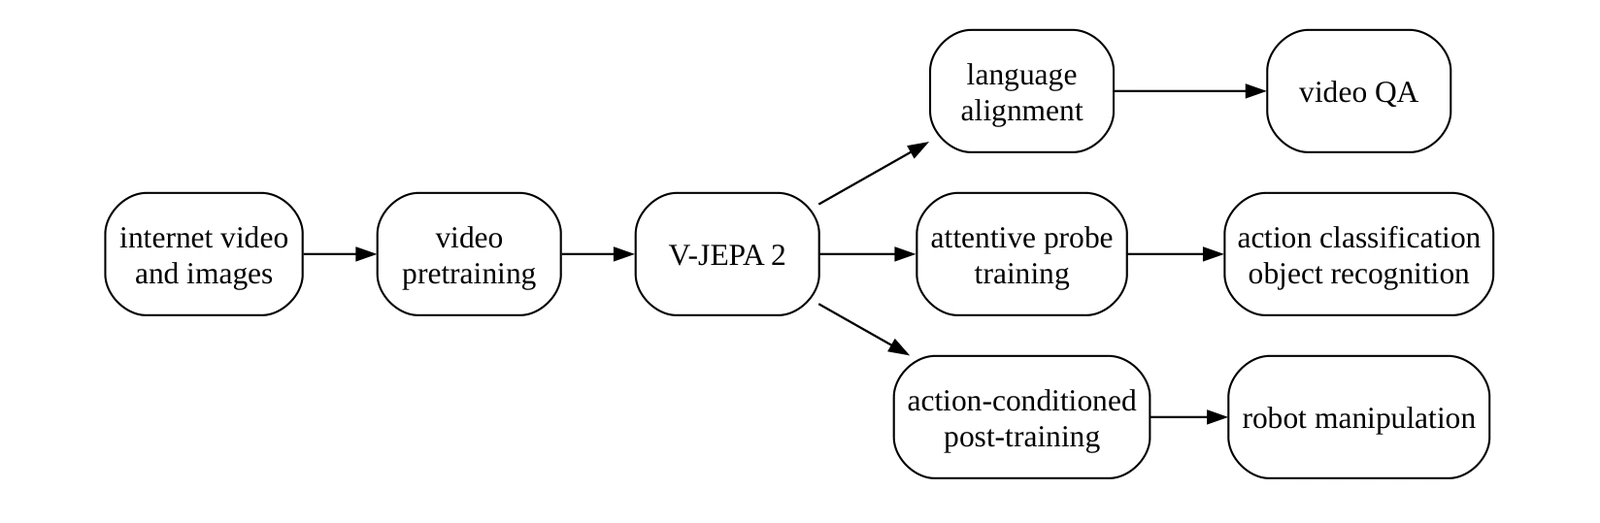 internet video
and images
video
pretraining
V-JEPA 2
language
alignment
video QA
attentive probe
training
action classification
object recognition
action-conditioned
post-training
robot manipulation